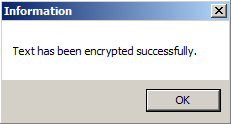 Information
Text has been encrypted successfully.
OK